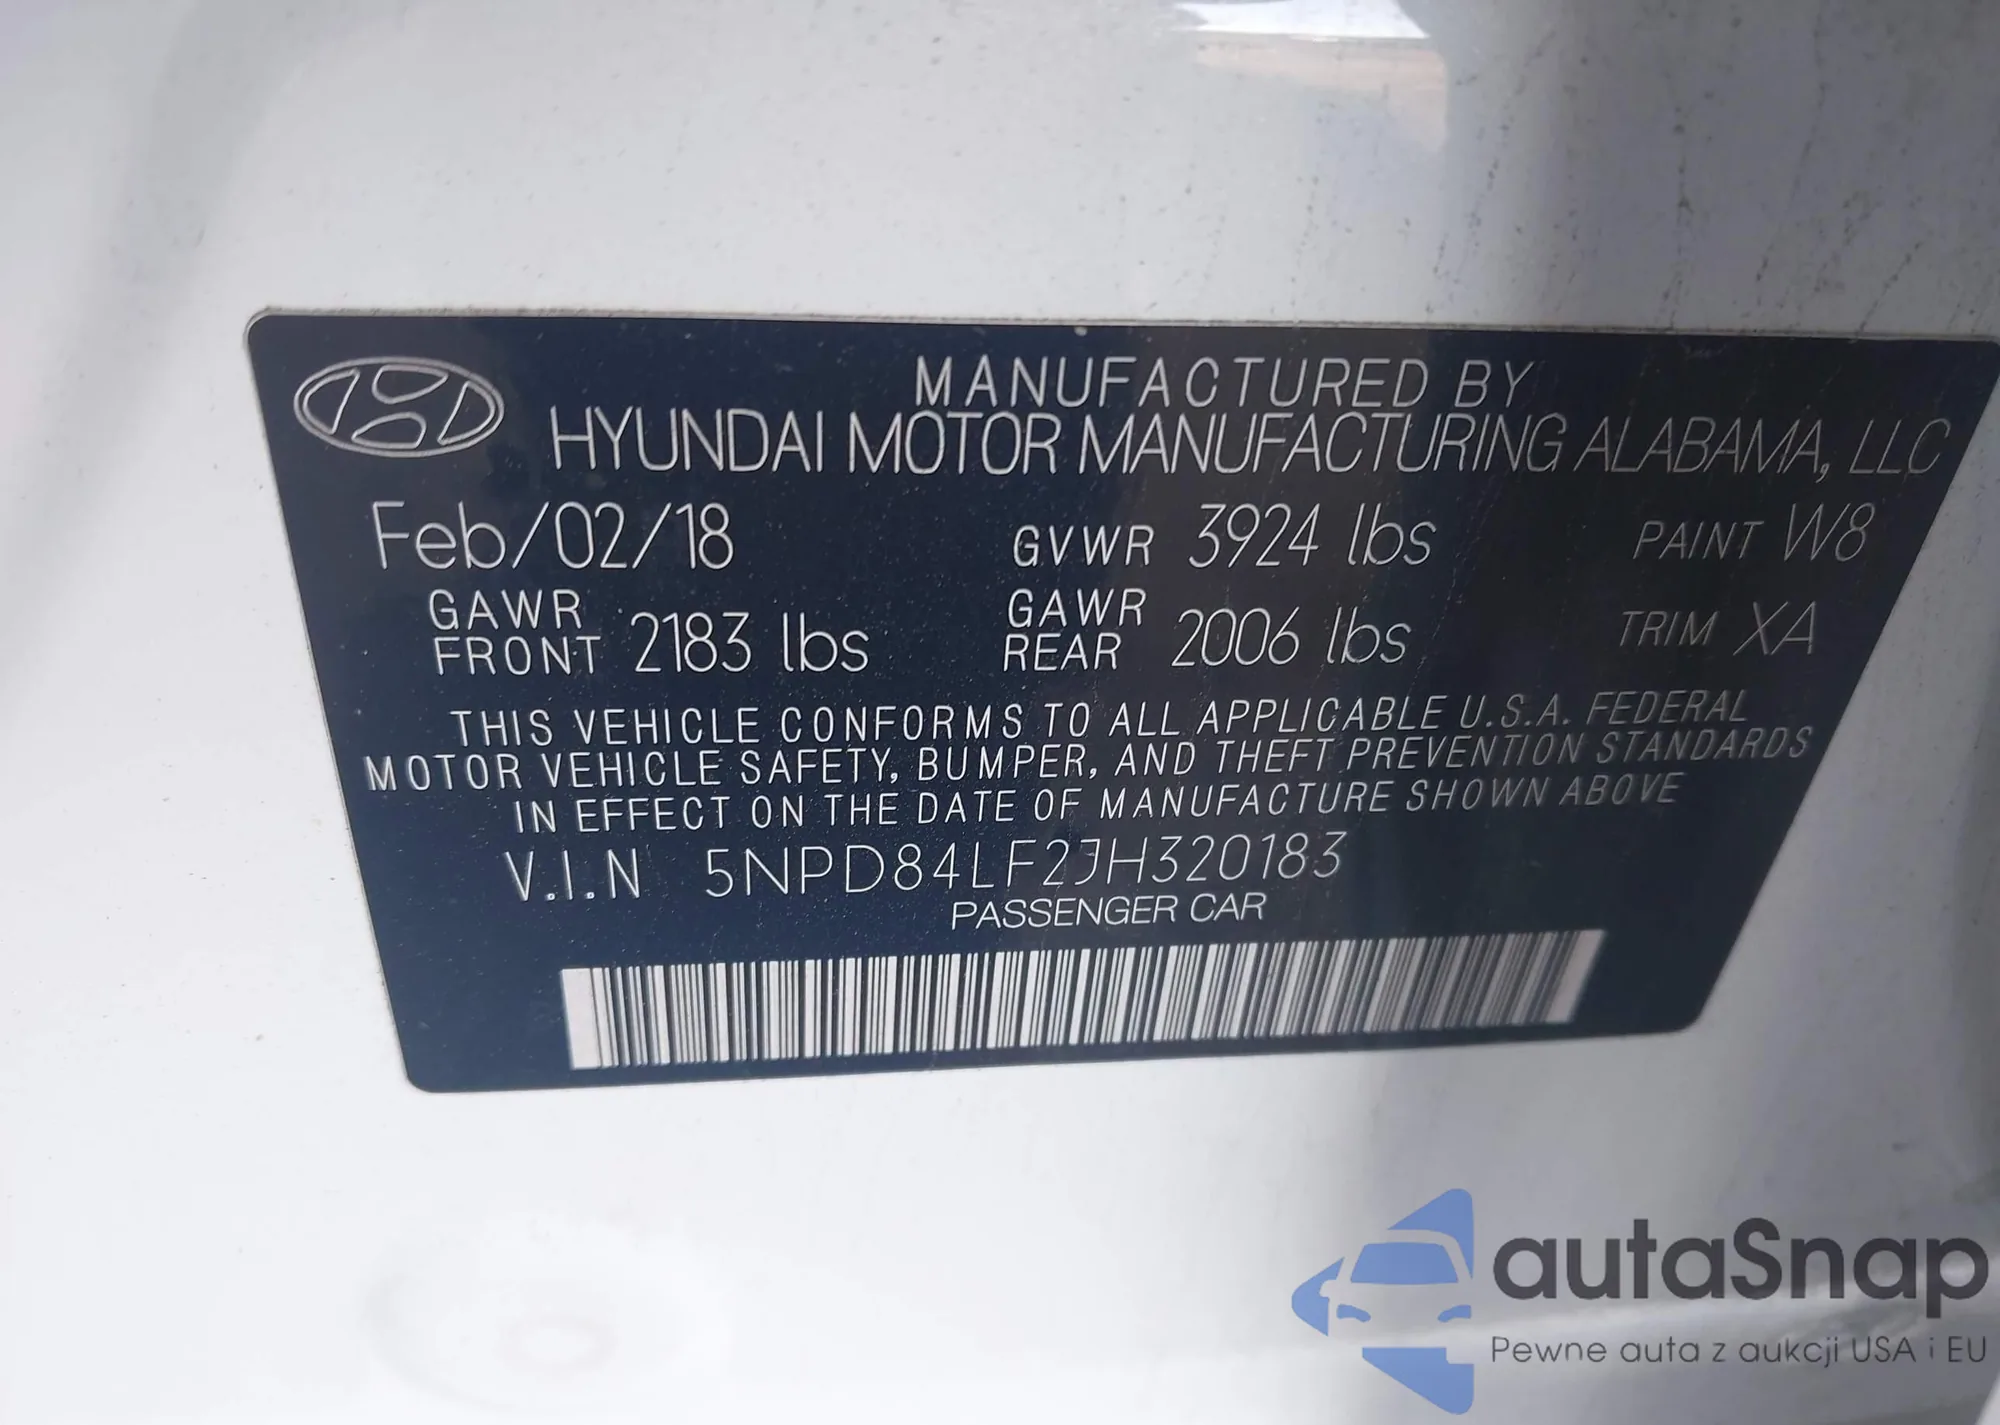 MANUFACTURED BY
HYUNDAI MOTOR MANUFACTURING ALABAMA, LLC
Feb/02/18 GVWR 3924 lbs PAINT W8
GAWR FRONT 2183 lbs GAWR REAR 2006 lbs TRIM XA
THIS VEHICLE CONFORMS TO ALL APPLICABLE U.S.A. FEDERAL
MOTOR VEHICLE SAFETY, BUMPER, AND THEFT PREVENTION STANDARDS
IN EFFECT ON THE DATE OF MANUFACTURE SHOWN ABOVE
V.I.N 5NPD84LF2JH320183
PASSENGER CAR
autaSnap
Pewne auta z aukcji USA i EU